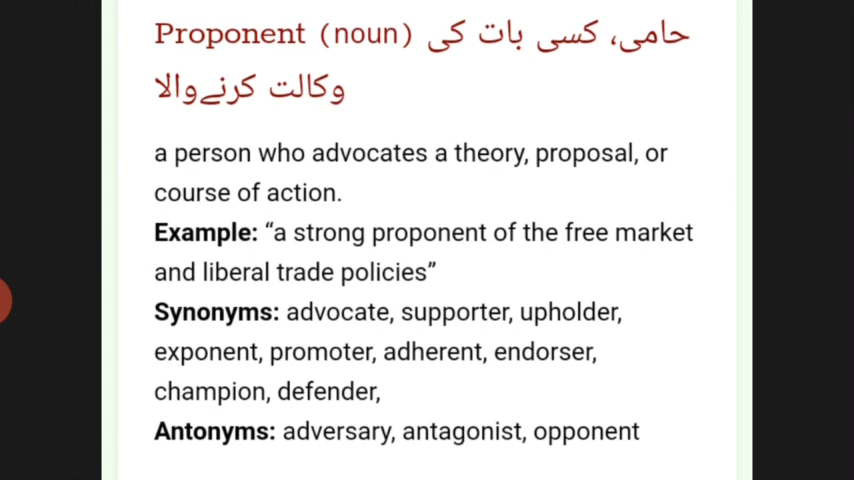 Proponent (noun) حامی، کسی بات کی
وکالت کرنےوالا
a person who advocates a theory, proposal, or
course of action.
Example: “a strong proponent of the free market
and liberal trade policies”
Synonyms: advocate, supporter, upholder,
exponent, promoter, adherent, endorser,
champion, defender,
Antonyms: adversary, antagonist, opponent